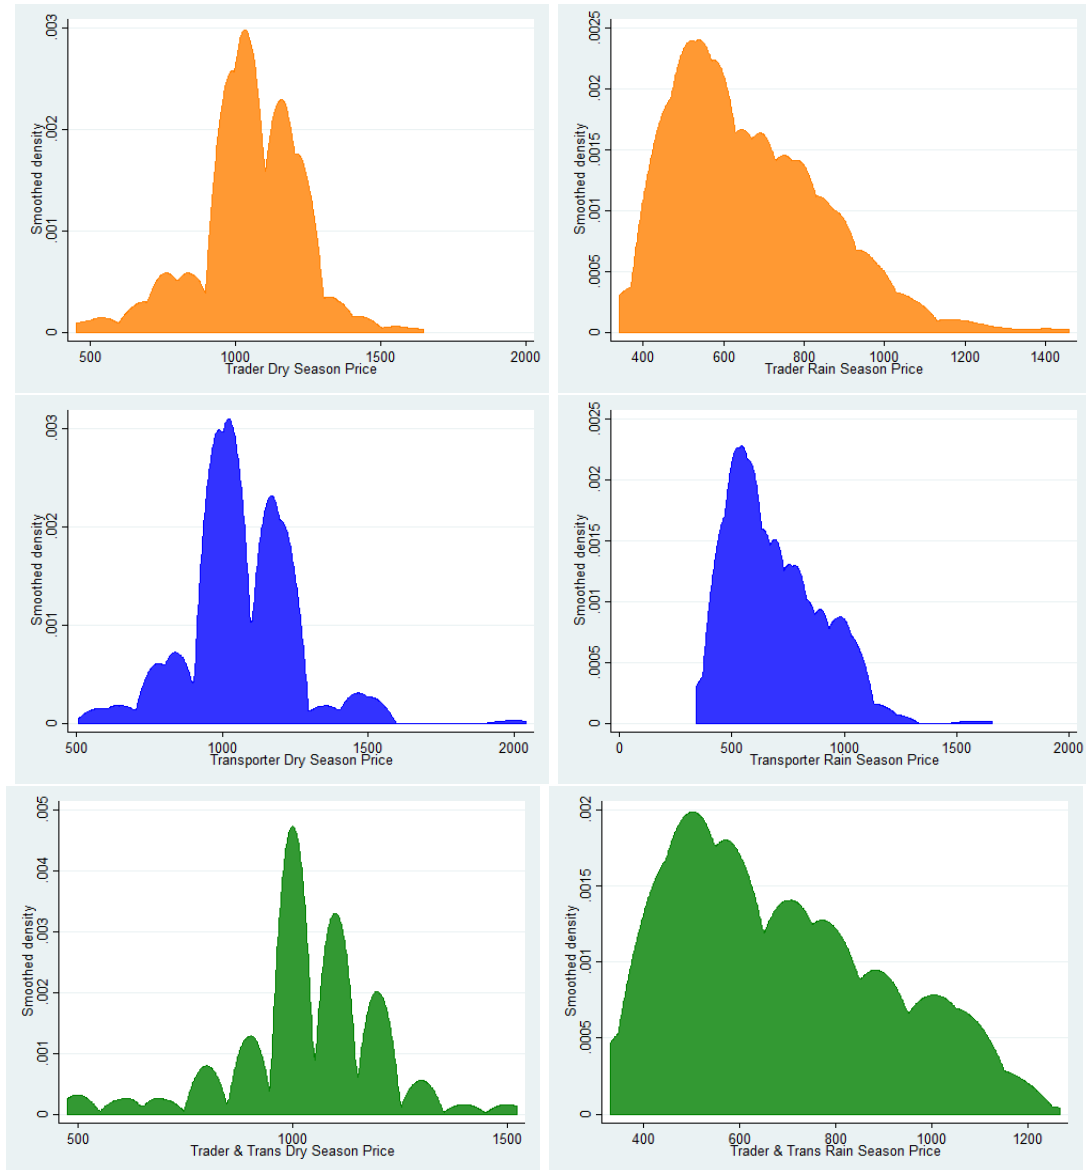 Smoothed density
0 .001 .002 .003
500 1000 1500 2000
Trader Dry Season Price
Smoothed density
0 .0005 .001 .0015 .002 .0025
400 600 800 1000 1200 1400
Trader Rain Season Price
Smoothed density
0 .001 .002 .003
500 1000 1500 2000
Transporter Dry Season Price
Smoothed density
0 .0005 .001 .0015 .002 .0025
0 500 1000 1500 2000
Transporter Rain Season Price
Smoothed density
0 .001 .002 .003 .004 .005
500 1000 1500
Trader & Trans Dry Season Price
Smoothed density
0 .0005 .001 .0015 .002
400 600 800 1000 1200
Trader & Trans Rain Season Price